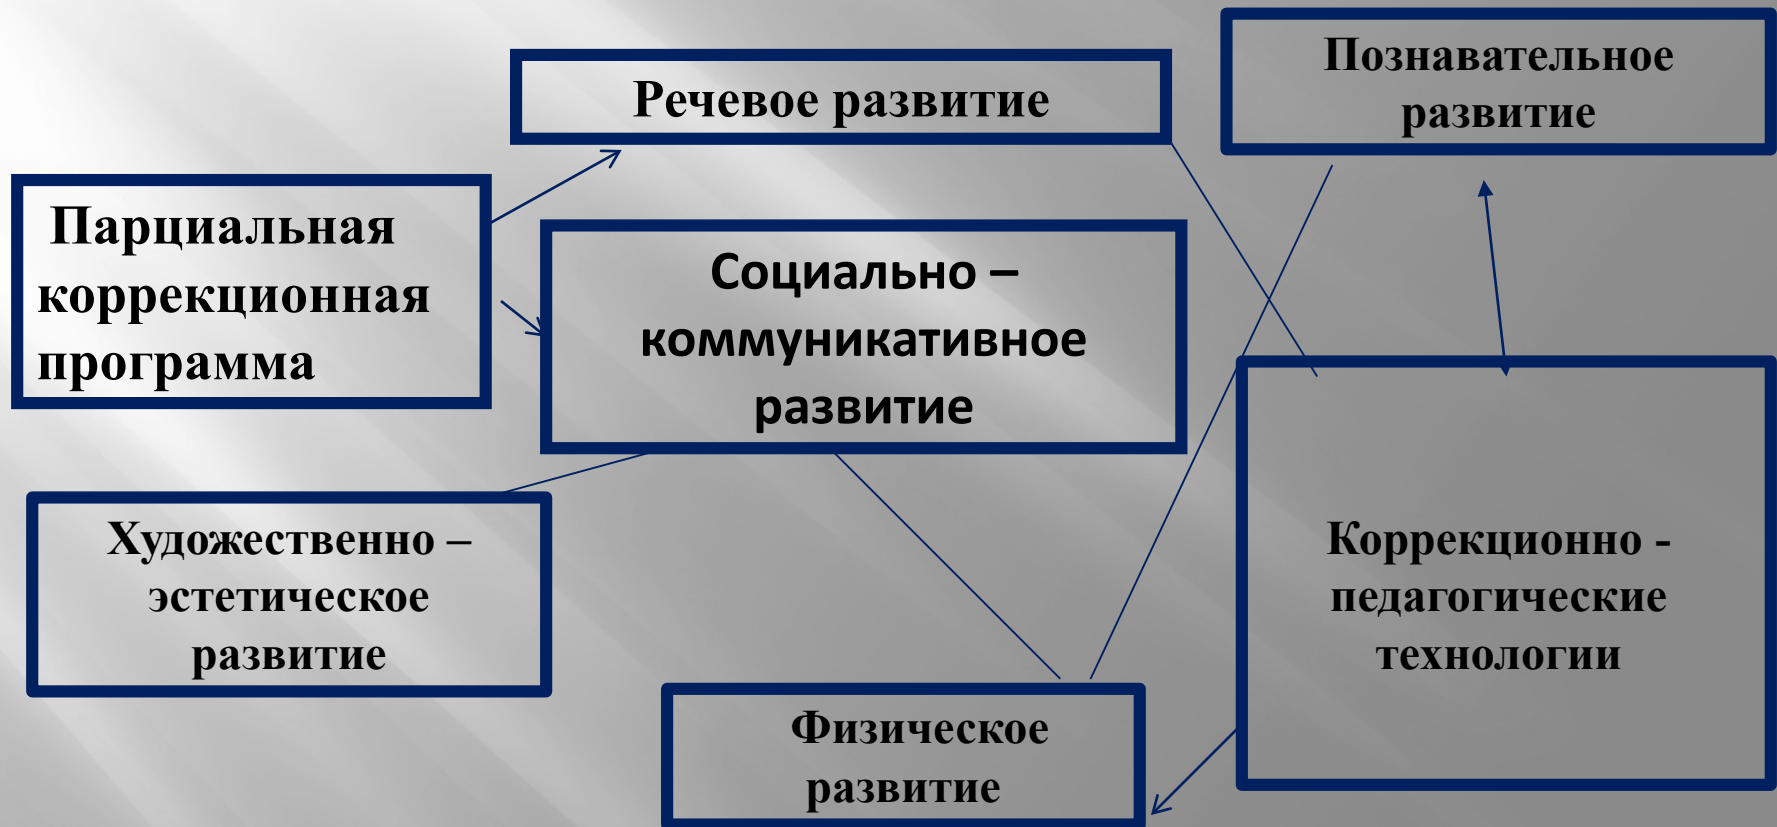 Познавательное
развитие
Речевое развитие
Парциальная
коррекционная
программа
Социально –
коммуникативное
развитие
Художественно –
эстетическое
развитие
Коррекционно -
педагогические
технологии
Физическое
развитие